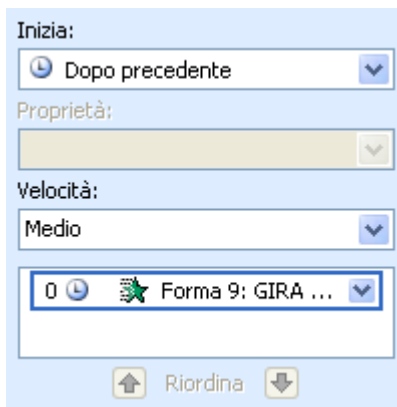 Inizia:
Dopo precedente
Proprietà:
Velocità:
Medio
0 Forma 9: GIRA ...
Riordina